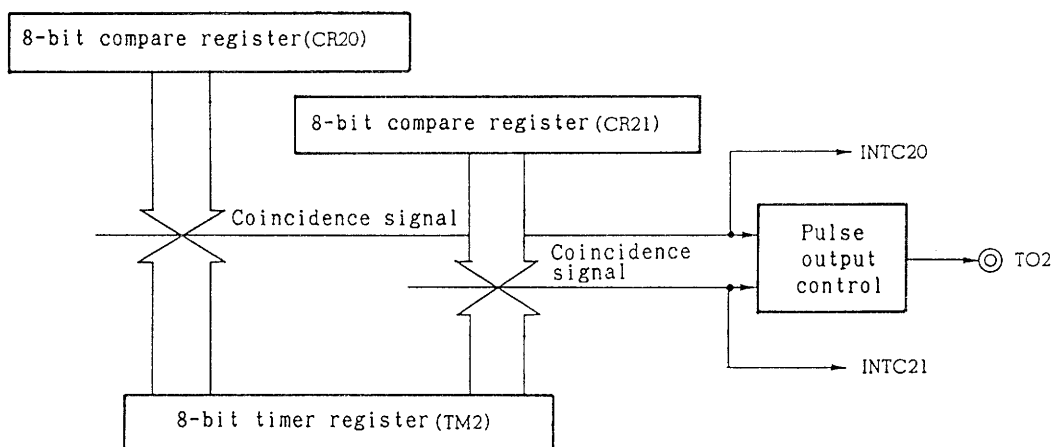 8-bit compare register(CR20)
8-bit compare register(CR21)
INTC20
Coincidence signal
Coincidence
signal
Pulse
output
control
TO2
INTC21
8-bit timer register(TM2)